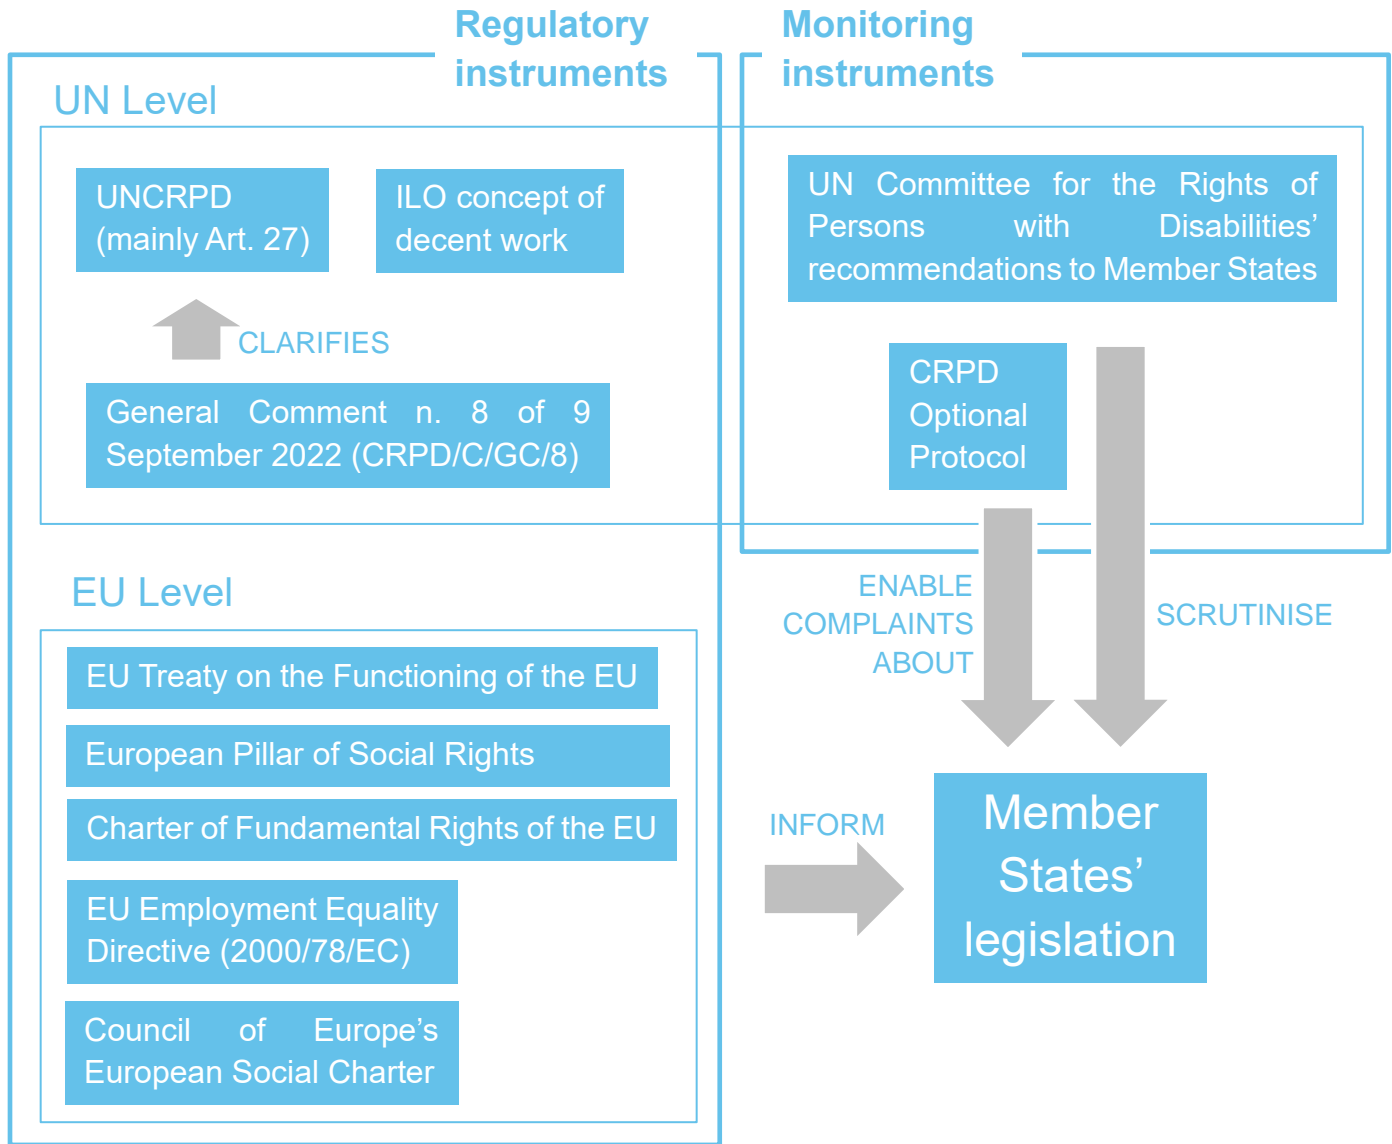 Regulatory
instruments
Monitoring
instruments
UN Level
UNCRPD
(mainly Art. 27)
ILO concept of
decent work
CLARIFIES
General Comment n. 8 of 9
September 2022 (CRPD/C/GC/8)
UN Committee for the Rights of
Persons with Disabilities’
recommendations to Member States
CRPD
Optional
Protocol
ENABLE
COMPLAINTS
ABOUT
SCRUTINISE
EU Level
EU Treaty on the Functioning of the EU
European Pillar of Social Rights
Charter of Fundamental Rights of the EU
EU Employment Equality
Directive (2000/78/EC)
Council of Europe’s
European Social Charter
INFORM
Member
States’
legislation